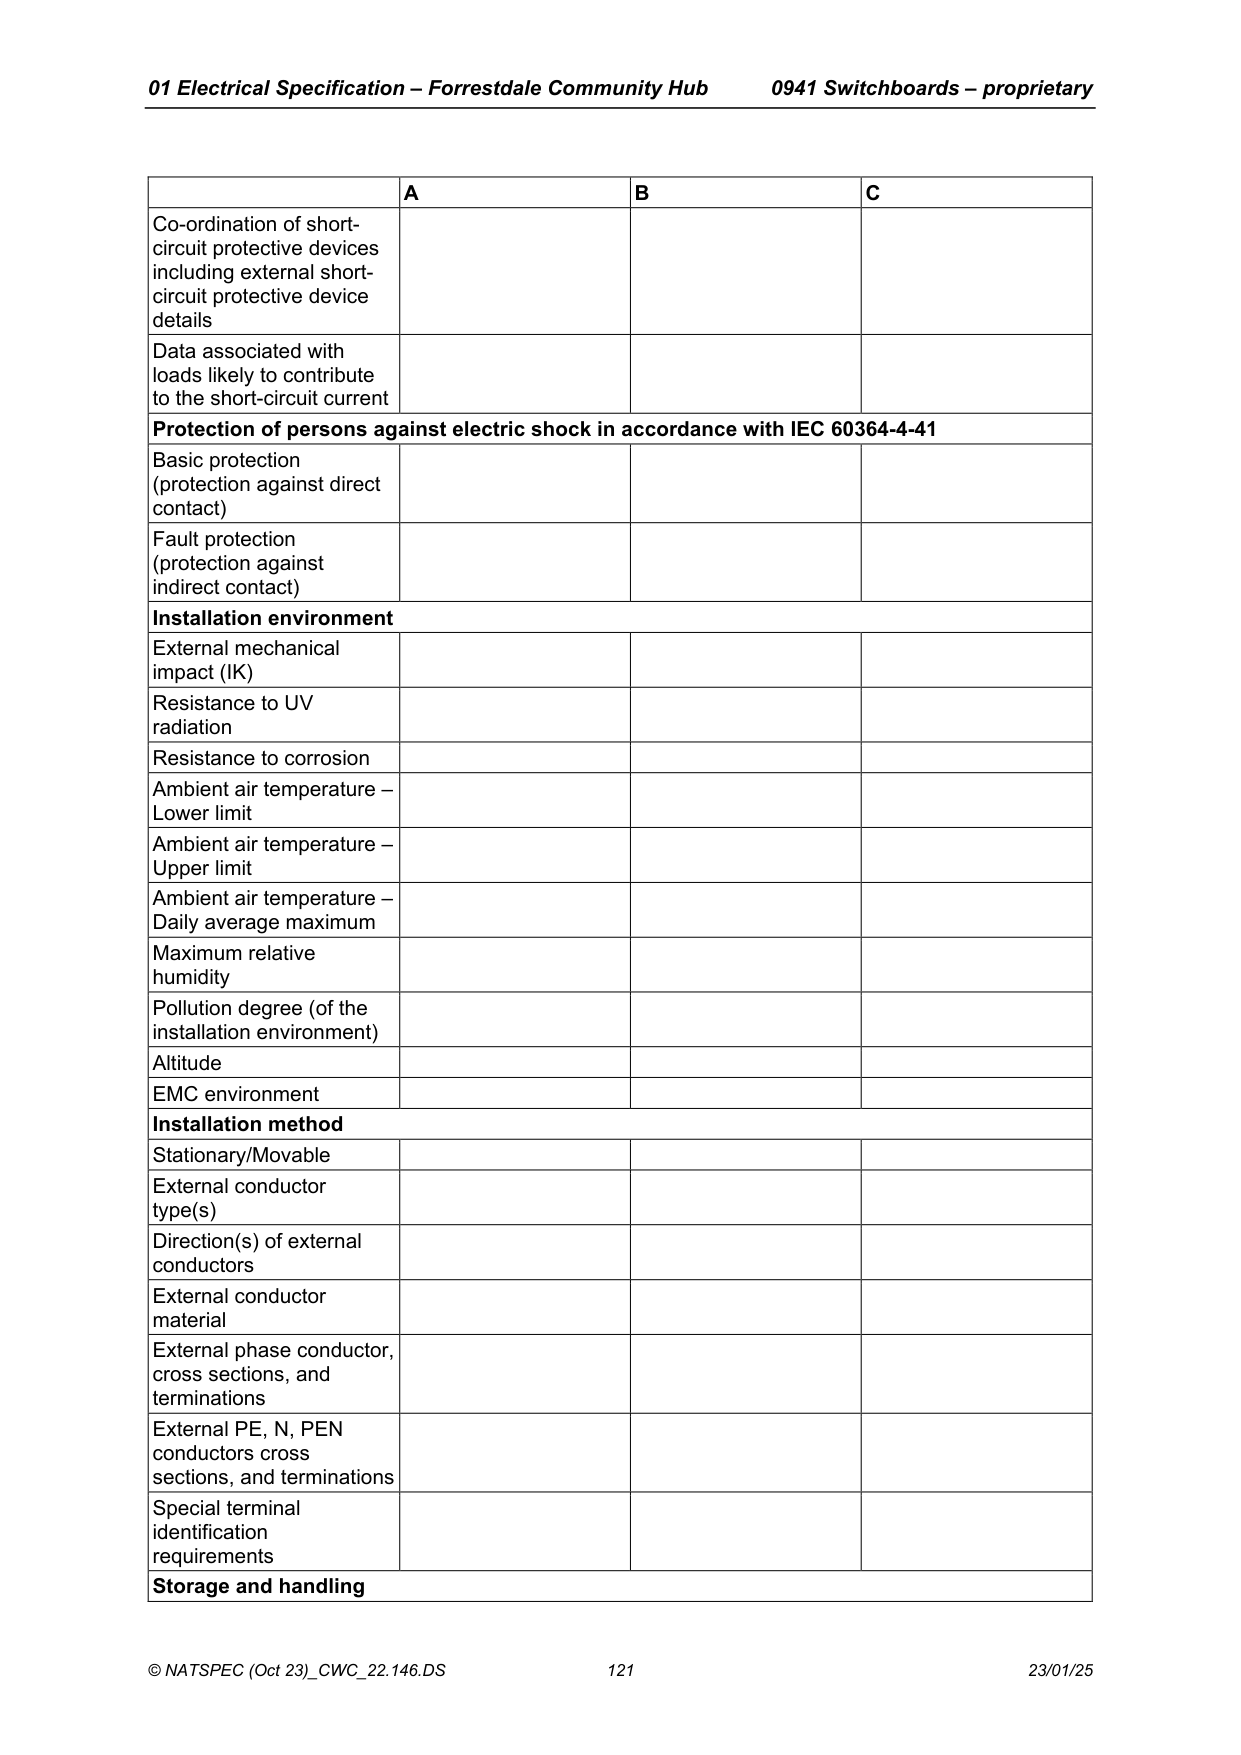 01 Electrical Specification – Forrestdale Community Hub 0941 Switchboards – proprietary
A B C
Co-ordination of short-
circuit protective devices
including external short-
circuit protective device
details
Data associated with
loads likely to contribute
to the short-circuit current
Protection of persons against electric shock in accordance with IEC 60364-4-41
Basic protection
(protection against direct
contact)
Fault protection
(protection against
indirect contact)
Installation environment
External mechanical
impact (IK)
Resistance to UV
radiation
Resistance to corrosion
Ambient air temperature –
Lower limit
Ambient air temperature –
Upper limit
Ambient air temperature –
Daily average maximum
Maximum relative
humidity
Pollution degree (of the
installation environment)
Altitude
EMC environment
Installation method
Stationary/Movable
External conductor
type(s)
Direction(s) of external
conductors
External conductor
material
External phase conductor,
cross sections, and
terminations
External PE, N, PEN
conductors cross
sections, and terminations
Special terminal
identification
requirements
Storage and handling
© NATSPEC (Oct 23)_CWC_22.146.DS 121 23/01/25